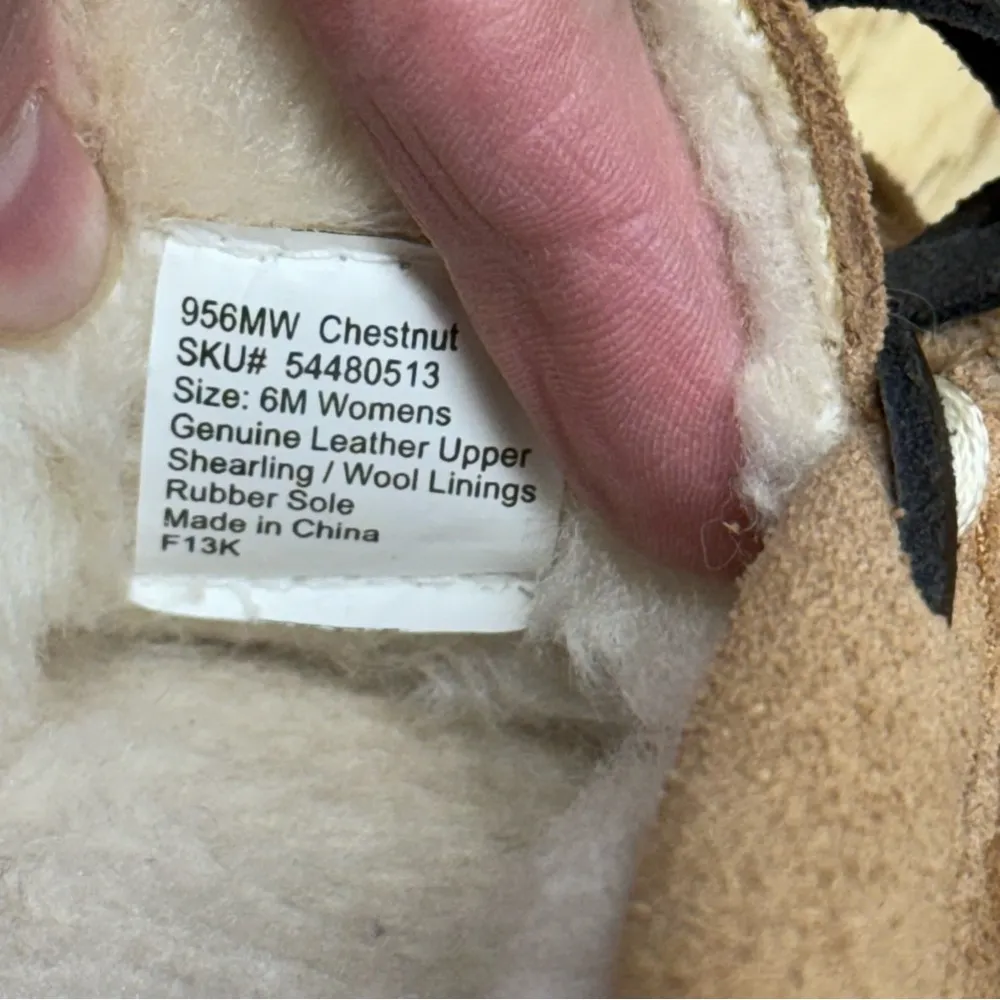 956MW Chestnut
SKU# 54480513
Size: 6M Womens
Genuine Leather Upper
Shearling / Wool Linings
Rubber Sole
Made in China
F13K